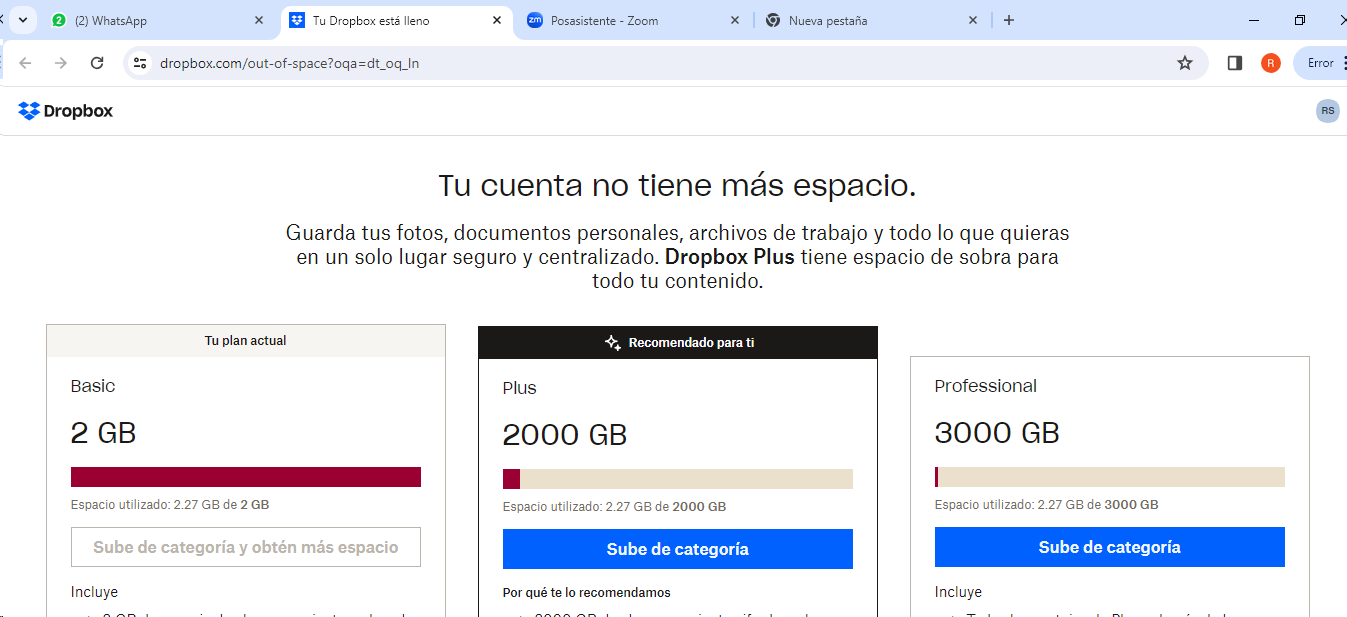 (2) WhatsApp
Tu Dropbox está lleno
Posasistente - Zoom
Nueva pestaña
dropbox.com/out-of-space?oqa=dt_oq_ln
R
Error
Dropbox
RS
Tu cuenta no tiene más espacio.
Guarda tus fotos, documentos personales, archivos de trabajo y todo lo que quieras
en un solo lugar seguro y centralizado. Dropbox Plus tiene espacio de sobra para
todo tu contenido.
Tu plan actual
Basic
2 GB
Espacio utilizado: 2.27 GB de 2 GB
Sube de categoría y obtén más espacio
Incluye
Recomendado para ti
Plus
2000 GB
Espacio utilizado: 2.27 GB de 2000 GB
Sube de categoría
Por qué te lo recomendamos
Professional
3000 GB
Espacio utilizado: 2.27 GB de 3000 GB
Sube de categoría
Incluye